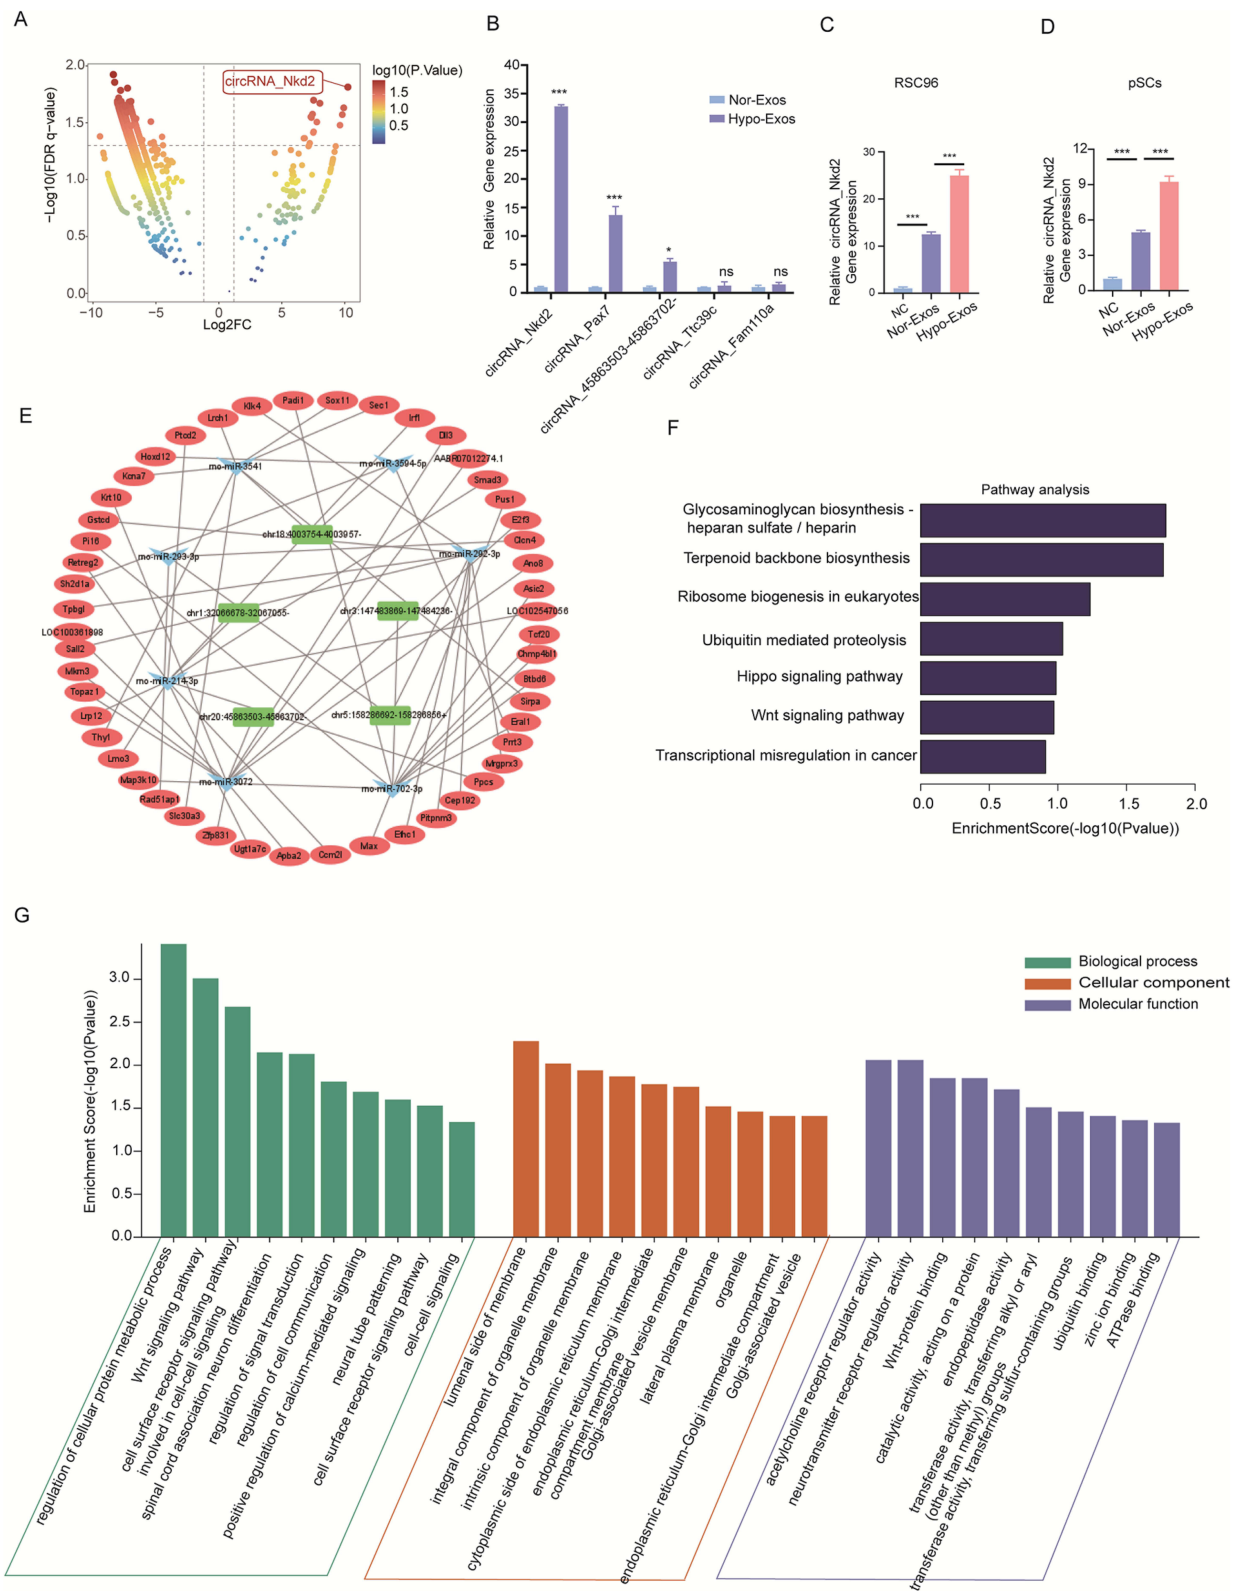 A
circRNA_Nkd2
log10(P.Value)
1.5
1.0
0.5
2.0
1.5
1.0
0.5
0.0
−Log10(FDR q−value)
−10
−5
0
5
10
Log2FC
B
40
35
30
25
20
15
10
5
0
Relative Gene expression
Nor-Exos
Hypo-Exos
***
***
*
ns
ns
circRNA_Nkd2
circRNA_Pax7
circRNA_45863503-45863702-
circRNA_Ttc39c
circRNA_Fam110a
C
RSC96
Relative circRNA_Nkd2
Gene expression
30
20
10
0
***
***
NC
Nor-Exos
Hypo-Exos
D
pSCs
Relative circRNA_Nkd2
Gene expression
12
9
6
3
0
***
***
NC
Nor-Exos
Hypo-Exos
E
Padi1
Sox11
Sec1
Klk4
Irf1
Lrch1
Dll3
Ptcd2
AABR07012274.1
Hoxd12
Smad3
Kcna7
Pus1
Krt10
E2f3
Gstcd
Clcn4
Pi16
Ano8
Retreg2
Asic2
Sh2d1a
LOC102547056
Tpbgl
Tcf20
LOC100361898
Chmp4bl1
Sall2
Btbd6
Mkrn3
Sirpa
Topaz1
Eral1
Lrp12
Prrt3
Thyl
Mrgprx3
Lmo3
Ppcs
Map3k10
Cep192
Rad51ap1
Pitpnm3
Slc30a3
Efhc1
Zfp831
Max
Ugt1a7c
Ccm2l
Apba2
rno-miR-3541
rno-miR-3594-5p
chr18:4003754-4003957-
rno-miR-293-3p
rno-miR-292-3p
chr1:32066678-32067055-
chr3:147483869-147484236-
rno-miR-214-3p
chr20:45863503-45863702-
chr5:158286692-158286856+
rno-miR-3072
rno-miR-702-3p
F
Pathway analysis
Glycosaminoglycan biosynthesis -
heparan sulfate / heparin
Terpenoid backbone biosynthesis
Ribosome biogenesis in eukaryotes
Ubiquitin mediated proteolysis
Hippo signaling pathway
Wnt signaling pathway
Transcriptional misregulation in cancer
0.0
0.5
1.0
1.5
2.0
EnrichmentScore(-log10(Pvalue))
G
Enrichment Score(-log10(Pvalue))
3.0
2.5
2.0
1.5
1.0
0.5
0.0
Biological process
Cellular component
Molecular function
regulation of cellular protein metabolic process
Wnt signaling pathway
cell surface receptor signaling pathway
involved in cell-cell signaling
spinal cord association neuron differentiation
regulation of signal transduction
regulation of cell communication
positive regulation of calcium-mediated signaling
neural tube patterning
cell surface receptor signaling pathway
cell-cell signaling
lumenal side of membrane
integral component of organelle membrane
intrinsic component of organelle membrane
cytoplasmic side of endoplasmic reticulum membrane
endoplasmic reticulum-Golgi intermediate
compartment membrane
Golgi-associated vesicle membrane
lateral plasma membrane
organelle
endoplasmic reticulum-Golgi intermediate compartment
Golgi-associated vesicle
acetylcholine receptor regulator activity
neurotransmitter receptor regulator activity
Wnt-protein binding
catalytic activity, acting on a protein
endopeptidase activity
transferase activity, transferring alkyl or aryl
(other than methyl) groups
transferase activity, transferring sulfur-containing groups
ubiquitin binding
zinc ion binding
ATPase binding